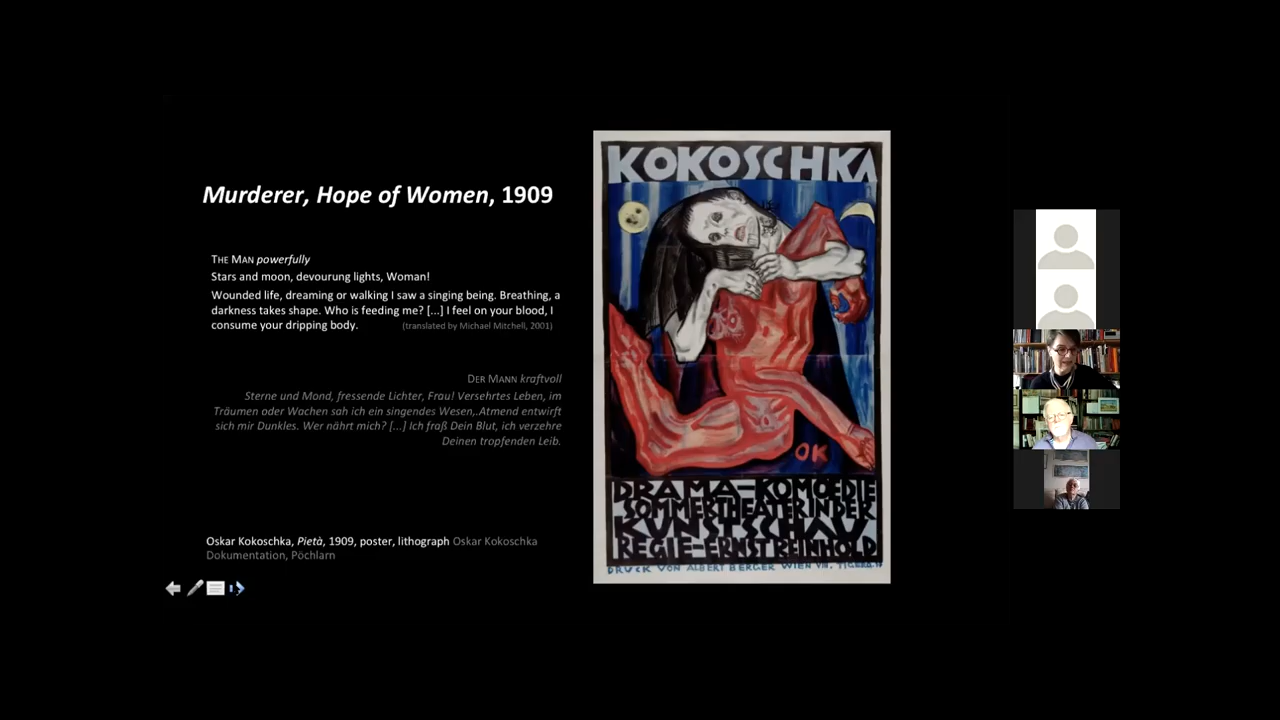 Murderer, Hope of Women, 1909
THE MAN powerfully
Stars and moon, devourung lights, Woman!
Wounded life, dreaming or walking I saw a singing being. Breathing, a
darkness takes shape. Who is feeding me? [...] I feel on your blood, I
consume your dripping body. (translated by Michael Mitchell, 2001)
DER MANN kraftvoll
Sterne und Mond, fressende Lichter, Frau! Versehrtes Leben, im
Träumen oder Wachen sah ich ein singendes Wesen,.Atmend entwirft
sich mir Dunkles. Wer nährt mich? [...] Ich fraß Dein Blut, ich verzehre
Deinen tropfenden Leib.
Oskar Kokoschka, Pietà, 1909, poster, lithograph Oskar Kokoschka
Dokumentation, Pöchlarn
KOKOSCHKA
OK
DRAMA-KOMOEDIE
SOMMERTHEATER IN DER
KUNSTSCHAU
REGIE-ERNST REINHOLD
DRUCK VON ALBERT BERGER WIEN VIII.